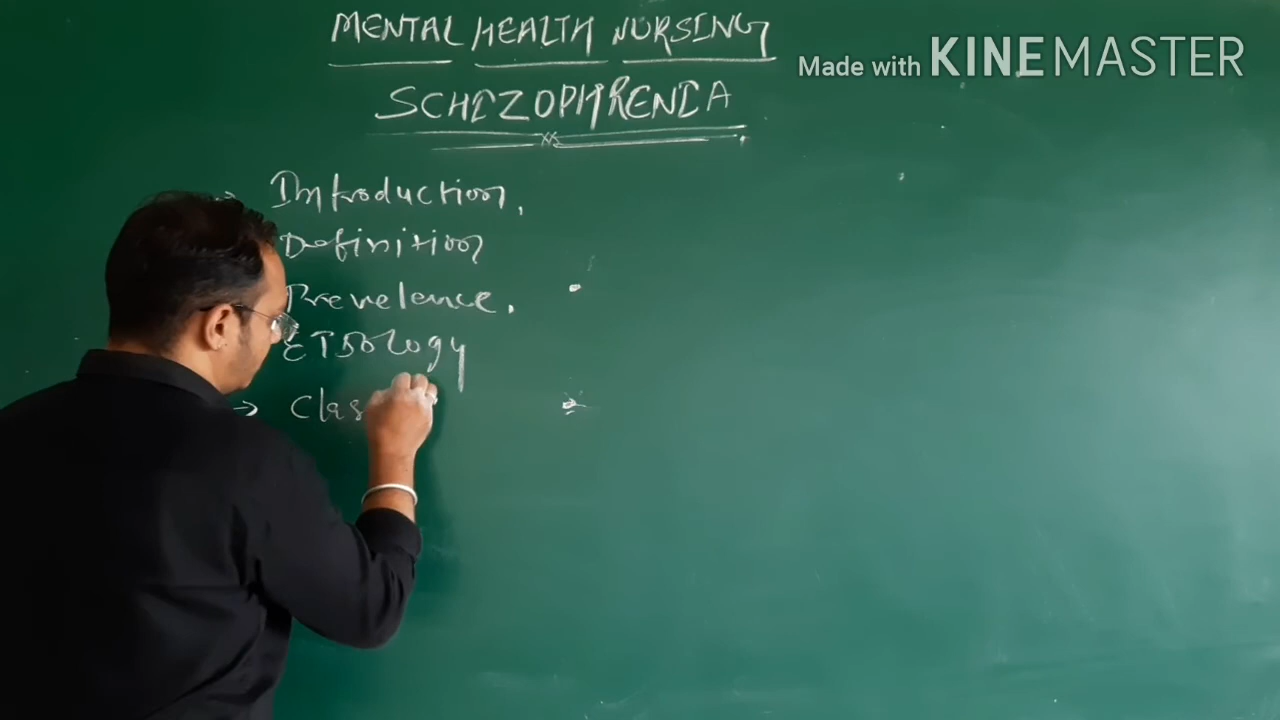 MENTAL HEALTH NURSING
Made with KINEMASTER
SCHIZOPHRENIA
→ Introduction,
Definition
Prevelence.
ETIOLOGY
→ Clas